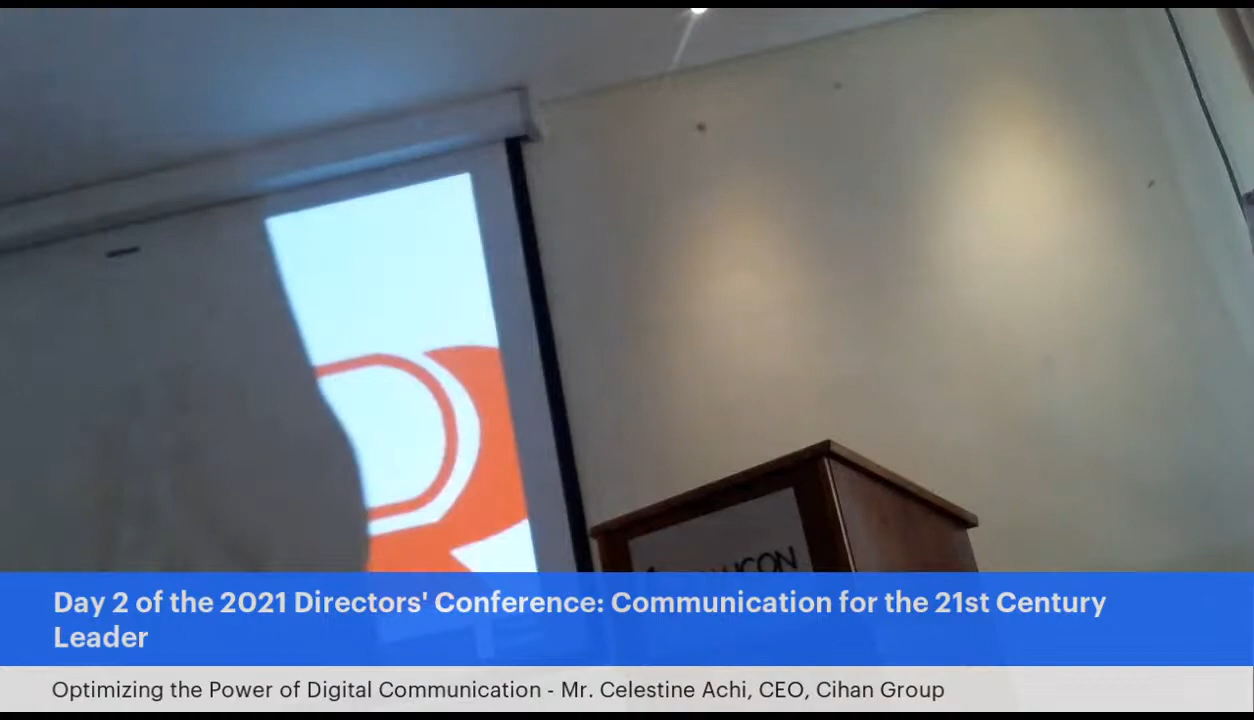 Day 2 of the 2021 Directors' Conference: Communication for the 21st Century
Leader
Optimizing the Power of Digital Communication - Mr. Celestine Achi, CEO, Cihan Group